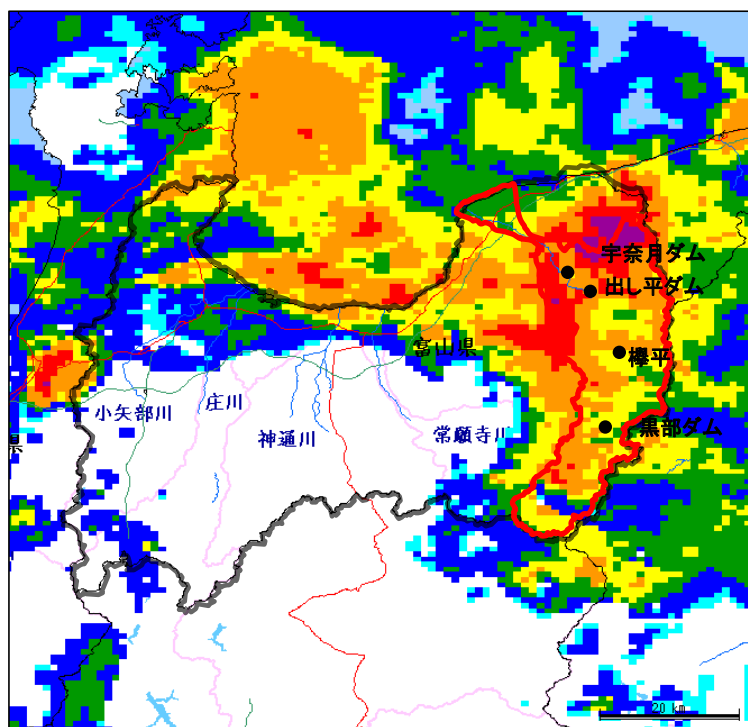 宇奈月ダム
出し平ダム
富山県
欅平
小矢部川
庄川
神通川
常願寺川
黒部ダム
県
20 km